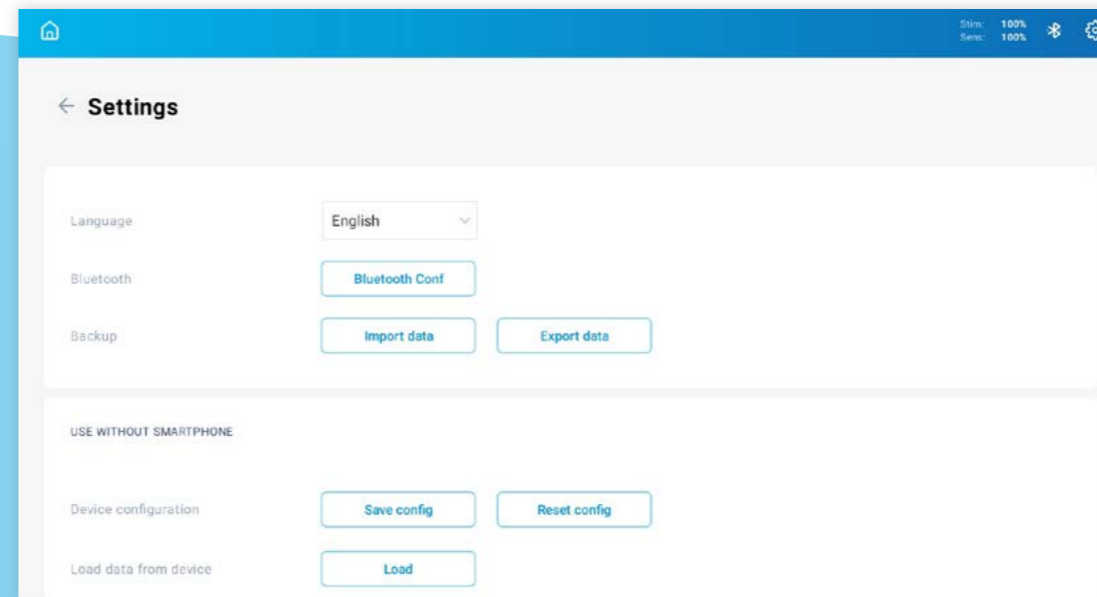 Stim: 100%
Sens: 100%
Settings
Language English
Bluetooth Bluetooth Conf
Backup Import data Export data
USE WITHOUT SMARTPHONE
Device configuration Save config Reset config
Load data from device Load